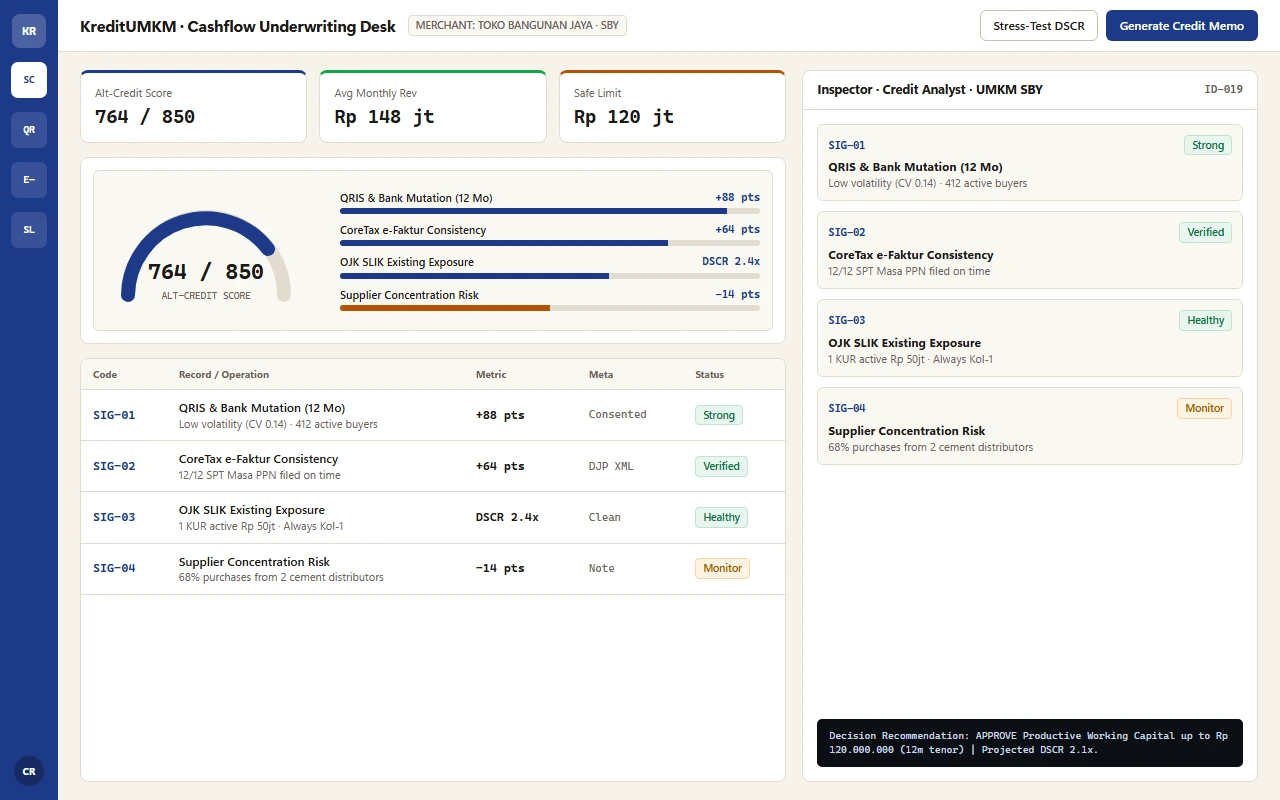 KR
SC
QR
E−
SL
CR
KreditUMKM · Cashflow Underwriting Desk
MERCHANT: TOKO BANGUNAN JAYA · SBY
Stress-Test DSCR
Generate Credit Memo
Alt-Credit Score
764 / 850
Avg Monthly Rev
Rp 148 jt
Safe Limit
Rp 120 jt
764 / 850
ALT−CREDIT SCORE
QRIS & Bank Mutation (12 Mo) +88 pts
CoreTax e-Faktur Consistency +64 pts
OJK SLIK Existing Exposure DSCR 2.4x
Supplier Concentration Risk −14 pts
Code Record / Operation Metric Meta Status
SIG−01 QRIS & Bank Mutation (12 Mo) +88 pts Consented Strong
Low volatility (CV 0.14) · 412 active buyers
SIG−02 CoreTax e-Faktur Consistency +64 pts DJP XML Verified
12/12 SPT Masa PPN filed on time
SIG−03 OJK SLIK Existing Exposure DSCR 2.4x Clean Healthy
1 KUR active Rp 50jt · Always Kol-1
SIG−04 Supplier Concentration Risk −14 pts Note Monitor
68% purchases from 2 cement distributors
Inspector · Credit Analyst · UMKM SBY ID−019
SIG−01 Strong
QRIS & Bank Mutation (12 Mo)
Low volatility (CV 0.14) · 412 active buyers
SIG−02 Verified
CoreTax e-Faktur Consistency
12/12 SPT Masa PPN filed on time
SIG−03 Healthy
OJK SLIK Existing Exposure
1 KUR active Rp 50jt · Always Kol-1
SIG−04 Monitor
Supplier Concentration Risk
68% purchases from 2 cement distributors
Decision Recommendation: APPROVE Productive Working Capital up to Rp
120.000.000 (12m tenor) | Projected DSCR 2.1x.